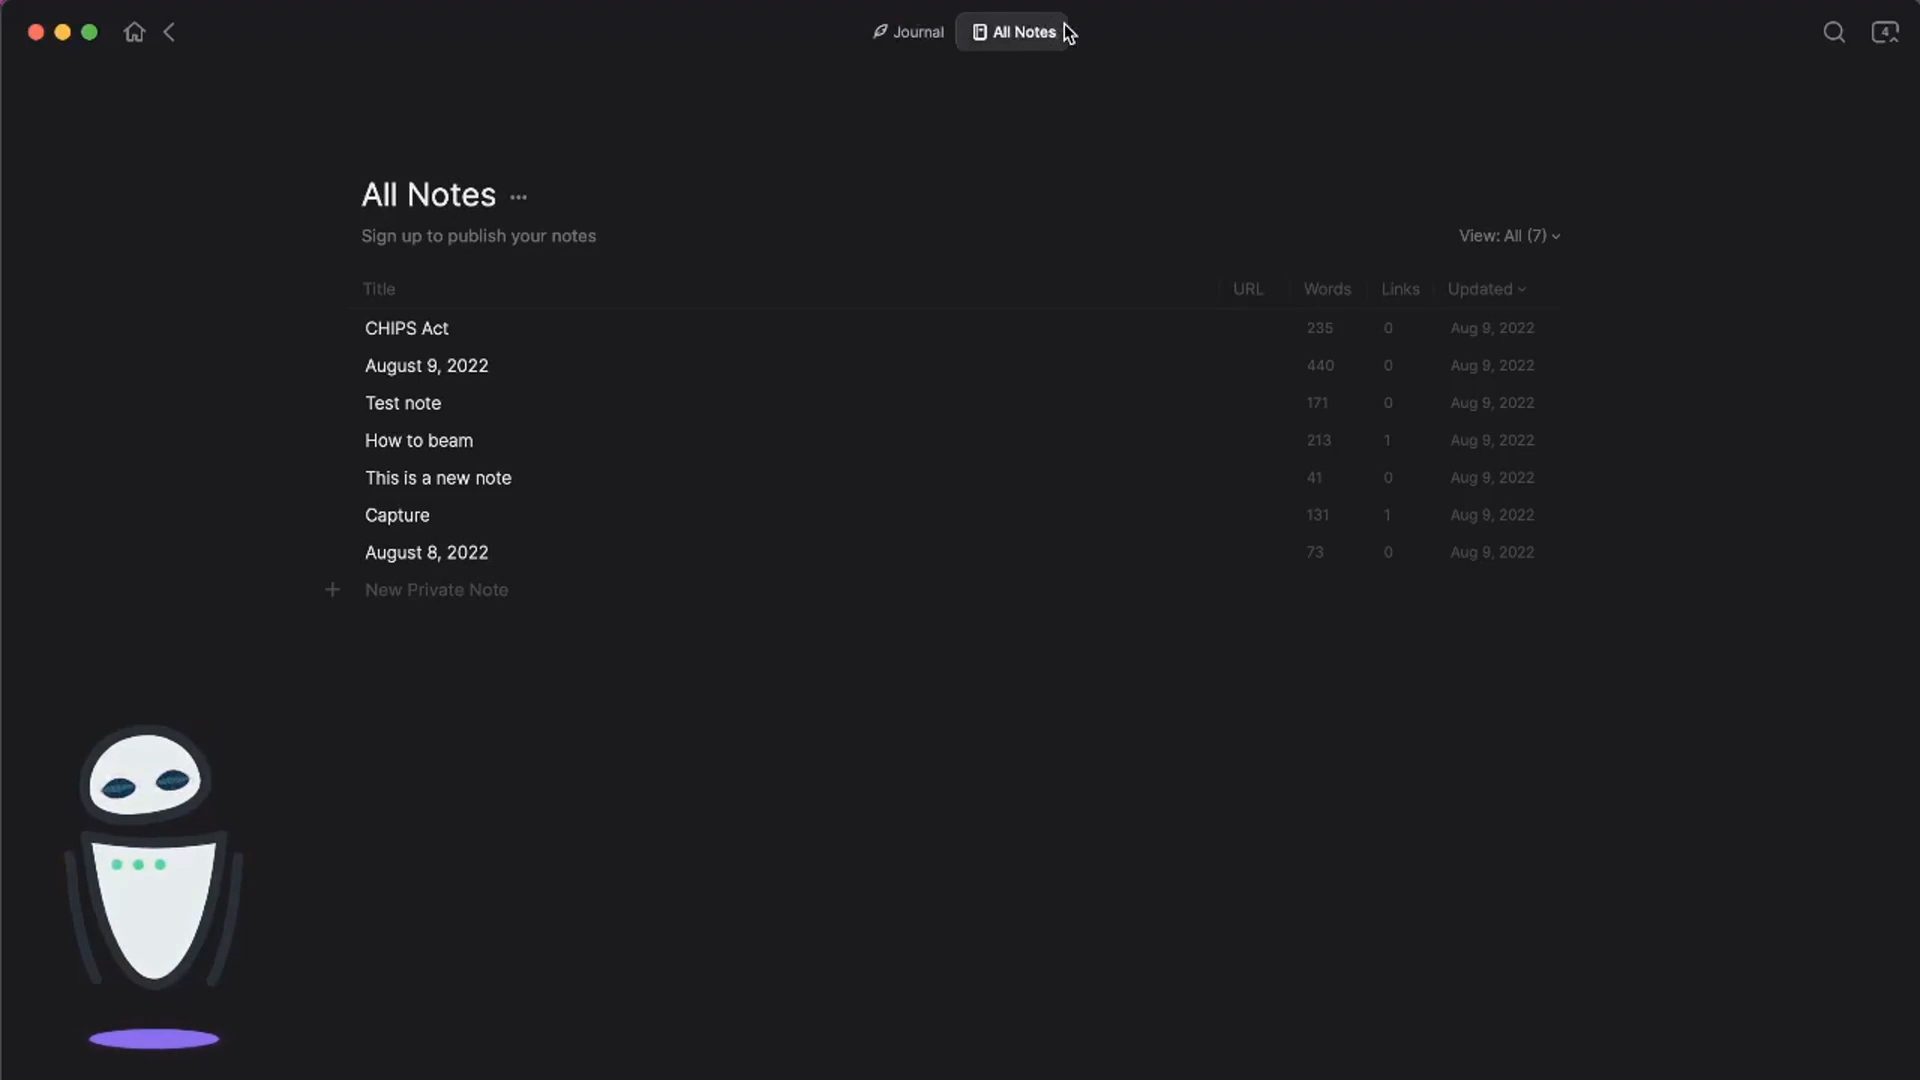 Journal
All Notes
4
All Notes ...
Sign up to publish your notes
View: All (7)
Title URL Words Links Updated
CHIPS Act 235 0 Aug 9, 2022
August 9, 2022 440 0 Aug 9, 2022
Test note 171 0 Aug 9, 2022
How to beam 213 1 Aug 9, 2022
This is a new note 41 0 Aug 9, 2022
Capture 131 1 Aug 9, 2022
August 8, 2022 73 0 Aug 9, 2022
+ New Private Note